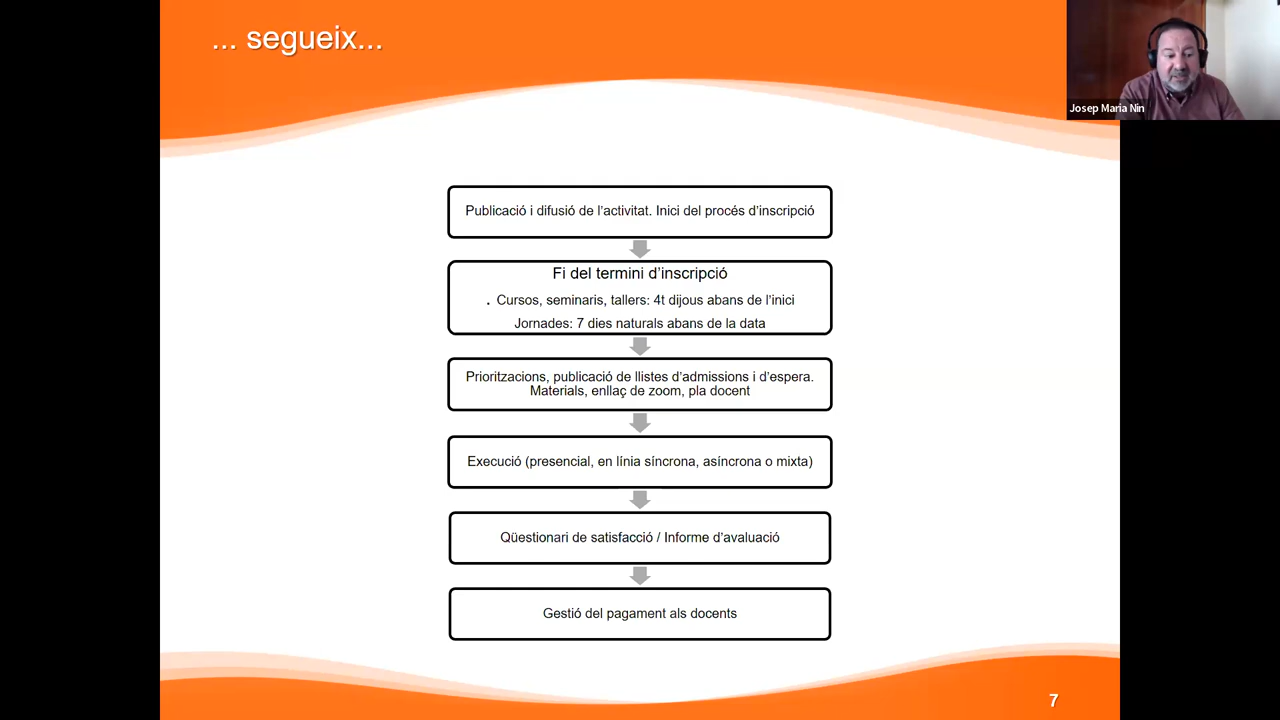 ... segueix...
Josep Maria Nin
Publicació i difusió de l’activitat. Inici del procés d’inscripció
Fi del termini d’inscripció
. Cursos, seminaris, tallers: 4t dijous abans de l’inici
Jornades: 7 dies naturals abans de la data
Prioritzacions, publicació de llistes d’admissions i d’espera.
Materials, enllaç de zoom, pla docent
Execució (presencial, en línia síncrona, asíncrona o mixta)
Qüestionari de satisfacció / Informe d’avaluació
Gestió del pagament als docents
7